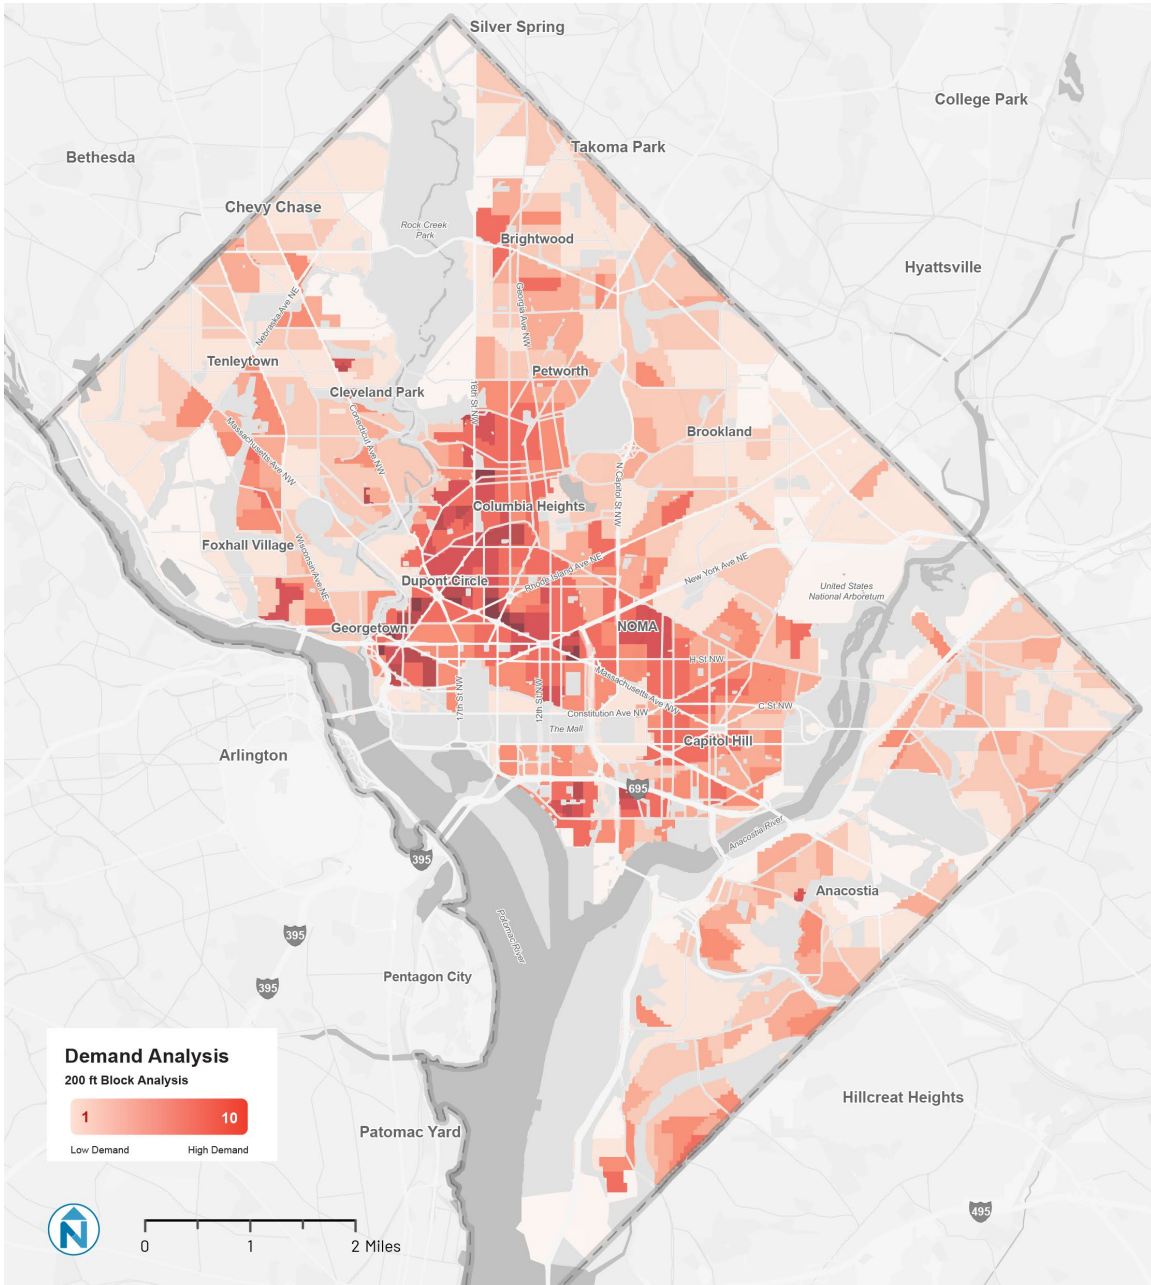 Silver Spring
College Park
Takoma Park
Bethesda
Chevy Chase
Rock Creek
Park
Brightwood
Hyattsville
Georgia Ave NW
Nebraska Ave NE
Tenleytown
Petworth
Cleveland Park
16th St NW
Conecticut Ave NW
Massachusetts Ave NW
Brookland
N Capitol St NW
Columbia Heights
Foxhall Village
Wisconsin Ave NE
Dupont Circle
Rhode Island Ave NE
New York Ave NE
United States
National Arboretum
Georgetown
NOMA
H St NW
Massachusetts Ave NW
17th St NW
12th St NW
C St NW
Constitution Ave NW
The Mall
Capitol Hill
Arlington
695
Anacostia River
395
Anacostia
Potomac River
395
Pentagon City
395
Demand Analysis
200 ft Block Analysis
1 10
Low Demand High Demand
Hillcreat Heights
Patomac Yard
495
N
0 1 2 Miles